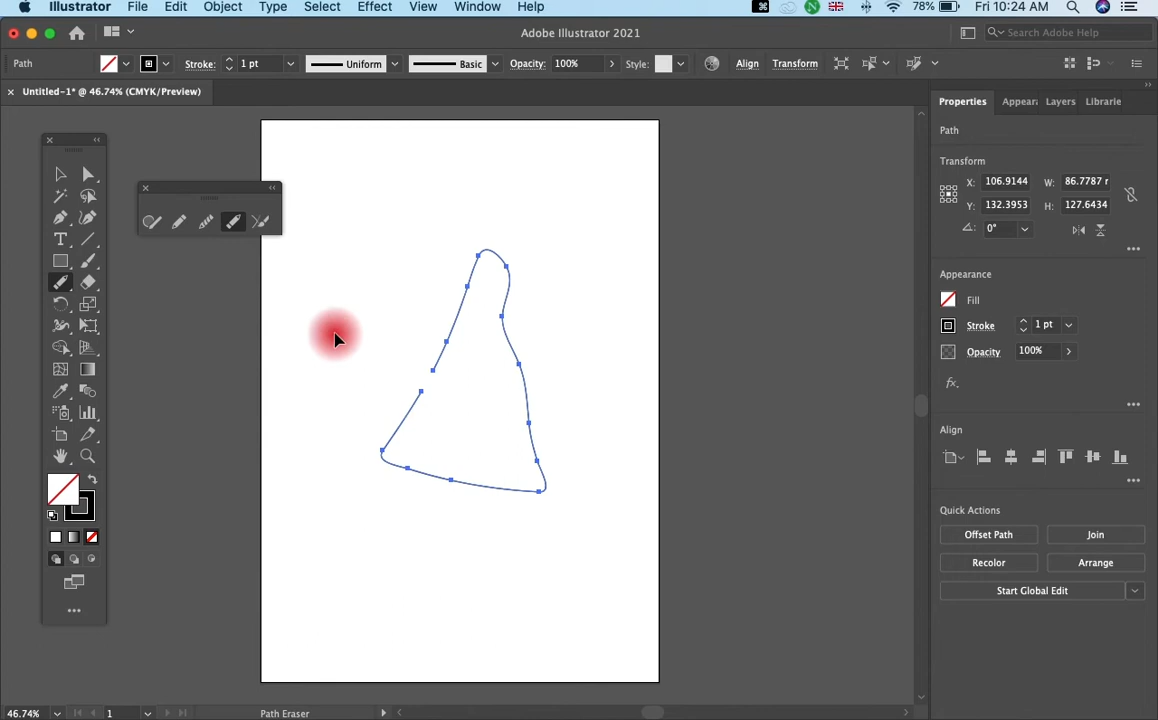 Illustrator File Edit Object Type Select Effect View Window Help 78% Fri 10:24 AM
Adobe Illustrator 2021 Search Adobe Help
Path Stroke: 1 pt Uniform Basic Opacity: 100% Style: Align Transform
Untitled-1* @ 46.74% (CMYK/Preview)
Properties Appear Layers Librarie
Path
Transform
X: 106.9144 W: 86.7787 r
Y: 132.3953 H: 127.6434
0°
Appearance
Fill
Stroke 1 pt
Opacity 100%
fx.
Align
Quick Actions
Offset Path Join
Recolor Arrange
Start Global Edit
46.74% 1 Path Eraser